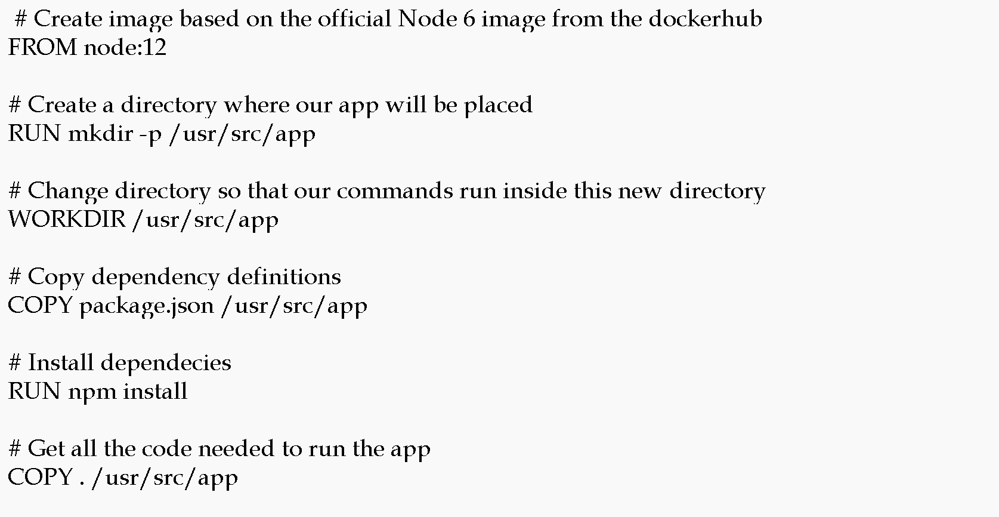 # Create image based on the official Node 6 image from the dockerhub
FROM node:12
# Create a directory where our app will be placed
RUN mkdir -p /usr/src/app
# Change directory so that our commands run inside this new directory
WORKDIR /usr/src/app
# Copy dependency definitions
COPY package.json /usr/src/app
# Install dependecies
RUN npm install
# Get all the code needed to run the app
COPY . /usr/src/app